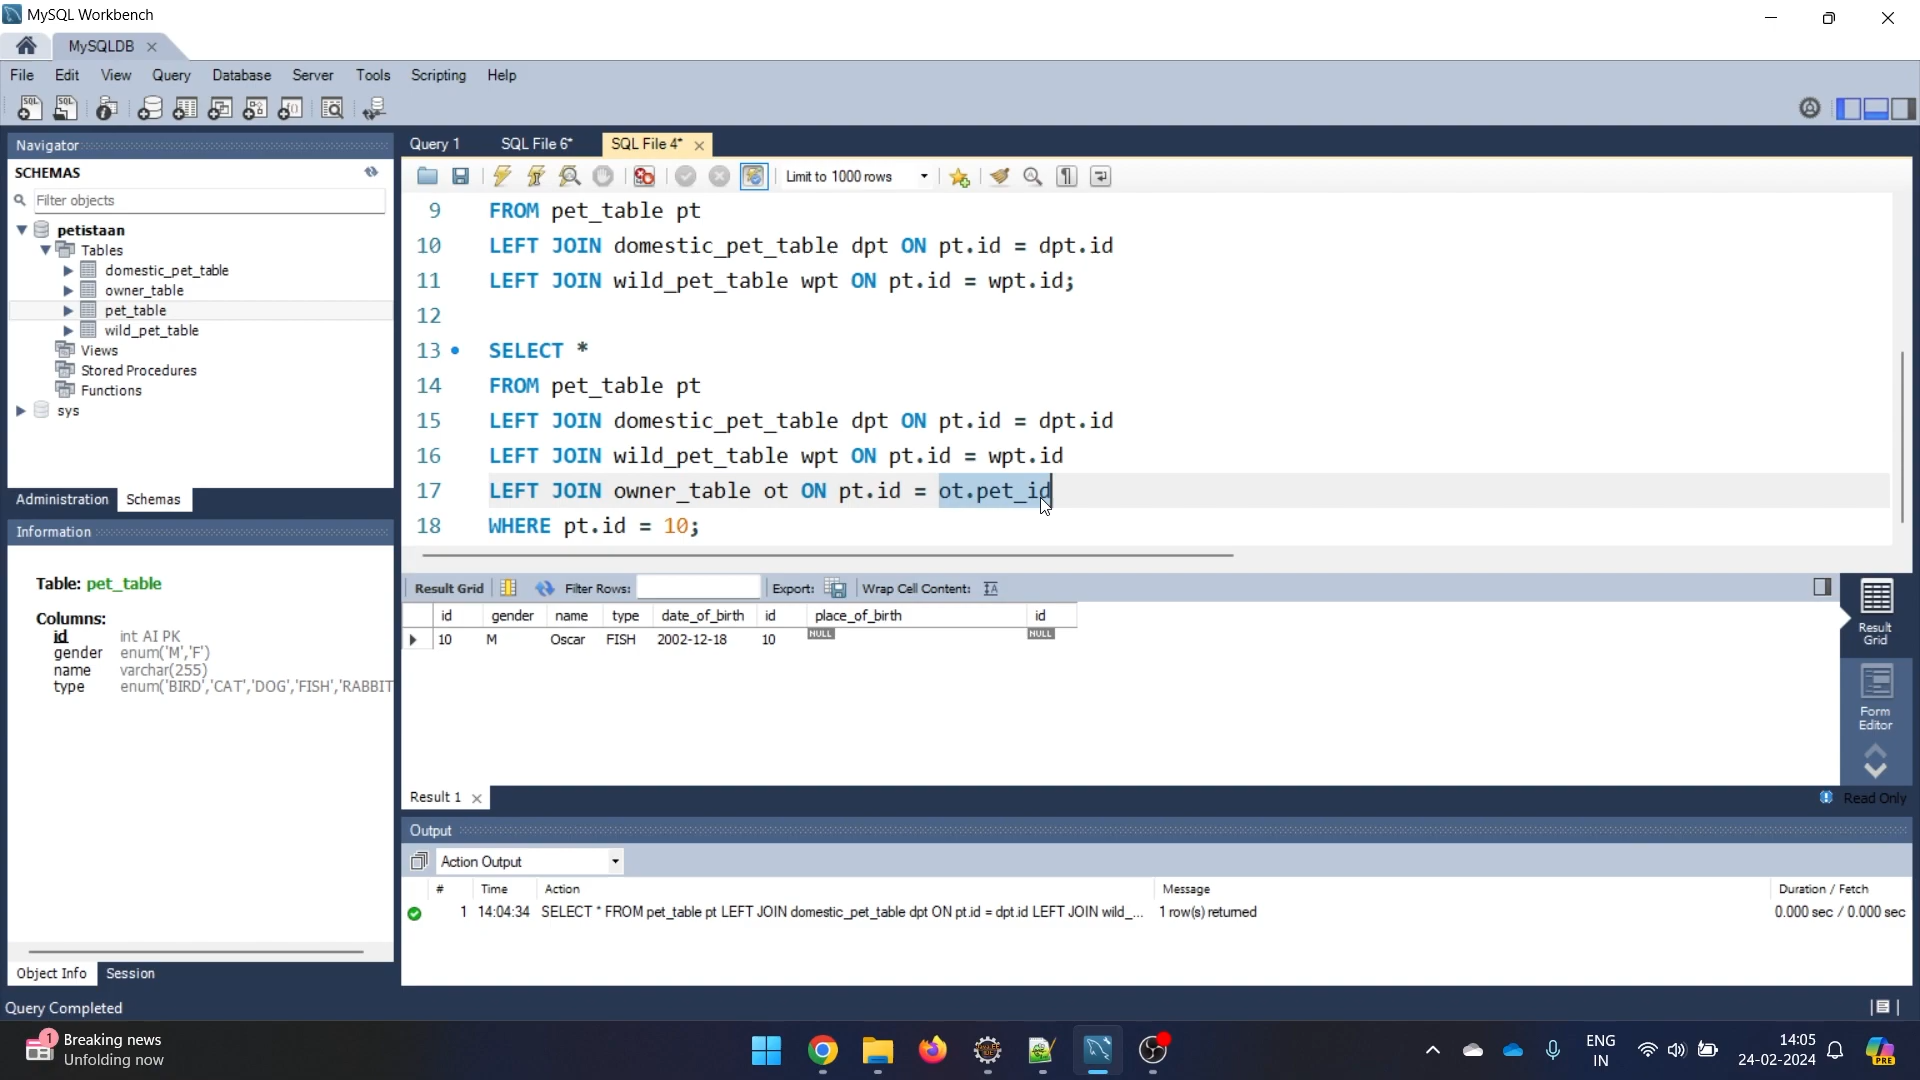 MySQL Workbench
MySQLDB
File Edit View Query Database Server Tools Scripting Help
Navigator
SCHEMAS
Filter objects
petistaan
Tables
domestic_pet_table
owner_table
pet_table
wild_pet_table
Views
Stored Procedures
Functions
sys
Administration Schemas
Information
Table: pet_table
Columns:
id int AI PK
gender enum('M','F')
name varchar(255)
type enum('BIRD','CAT','DOG','FISH','RABBIT
Object Info Session
Query 1 SQL File 6* SQL File 4*
Limit to 1000 rows
9 FROM pet_table pt
10 LEFT JOIN domestic_pet_table dpt ON pt.id = dpt.id
11 LEFT JOIN wild_pet_table wpt ON pt.id = wpt.id;
12
13 SELECT *
14 FROM pet_table pt
15 LEFT JOIN domestic_pet_table dpt ON pt.id = dpt.id
16 LEFT JOIN wild_pet_table wpt ON pt.id = wpt.id
17 LEFT JOIN owner_table ot ON pt.id = ot.pet_id
18 WHERE pt.id = 10;
Result Grid Filter Rows: Export: Wrap Cell Content:
id gender name type date_of_birth id place_of_birth id
10 M Oscar FISH 2002-12-18 10 NULL NULL
Result Grid
Form Editor
Result 1
Read Only
Output
Action Output
# Time Action Message Duration / Fetch
1 14:04:34 SELECT * FROM pet_table pt LEFT JOIN domestic_pet_table dpt ON pt.id = dpt.id LEFT JOIN wild_... 1 row(s) returned 0.000 sec / 0.000 sec
Query Completed
1
Breaking news
Unfolding now
ENG
IN
14:05
24-02-2024
PRE